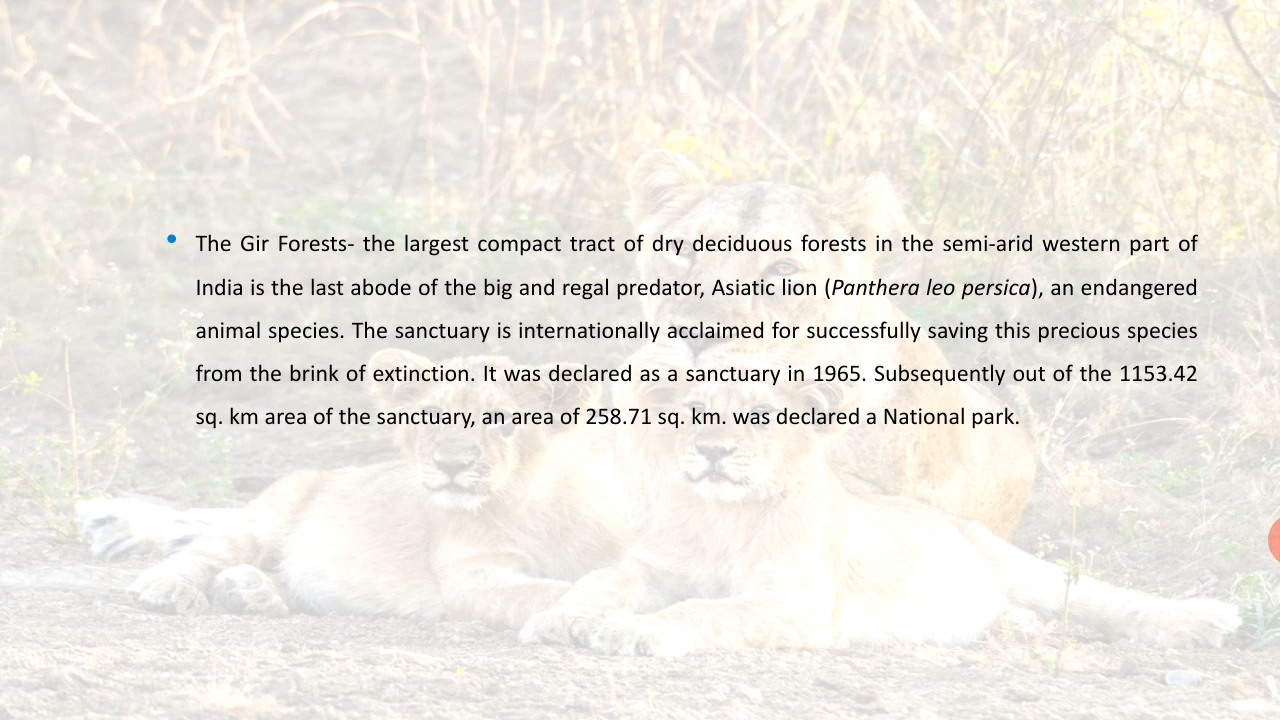 • The Gir Forests- the largest compact tract of dry deciduous forests in the semi-arid western part of
India is the last abode of the big and regal predator, Asiatic lion (Panthera leo persica), an endangered
animal species. The sanctuary is internationally acclaimed for successfully saving this precious species
from the brink of extinction. It was declared as a sanctuary in 1965. Subsequently out of the 1153.42
sq. km area of the sanctuary, an area of 258.71 sq. km. was declared a National park.